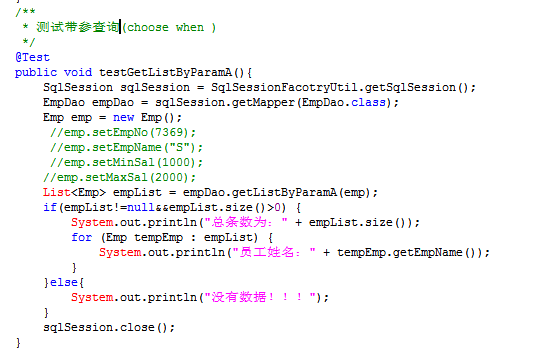 /**
 * 测试带参查询(choose when )
 */
@Test
public void testGetListByParamA(){
    SqlSession sqlSession = SqlSessionFacotryUtil.getSqlSession();
    EmpDao empDao = sqlSession.getMapper(EmpDao.class);
    Emp emp = new Emp();
     //emp.setEmpNo(7369);
     //emp.setEmpName("S");
     //emp.setMinSal(1000);
    //emp.setMaxSal(2000);
    List<Emp> empList = empDao.getListByParamA(emp);
    if(empList!=null&&empList.size()>0) {
        System.out.println("总条数为：" + empList.size());
        for (Emp tempEmp : empList) {
            System.out.println("员工姓名：" + tempEmp.getEmpName());
        }
    }else{
        System.out.println("没有数据！！！");
    }
    sqlSession.close();
}